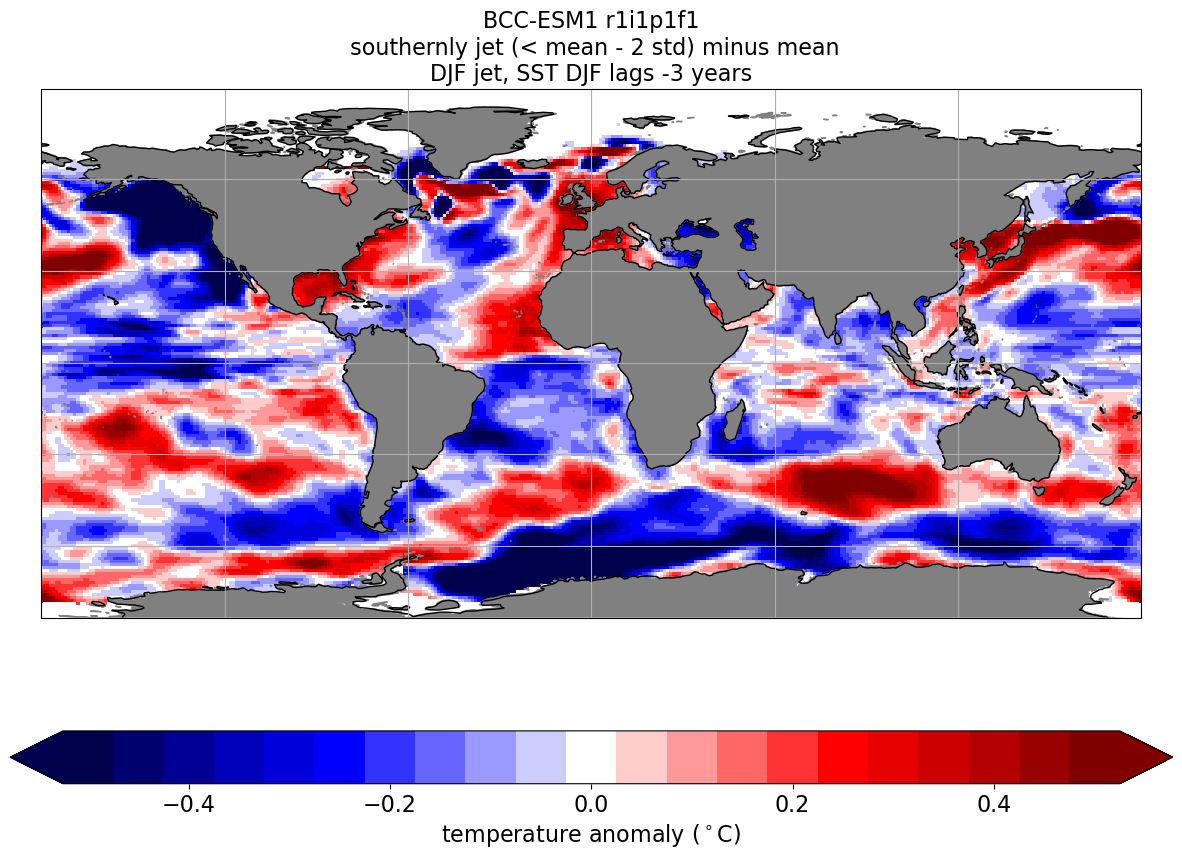 BCC-ESM1 r1i1p1f1
southernly jet (< mean - 2 std) minus mean
DJF jet, SST DJF lags -3 years
−0.4 −0.2 0.0 0.2 0.4
temperature anomaly (°C)